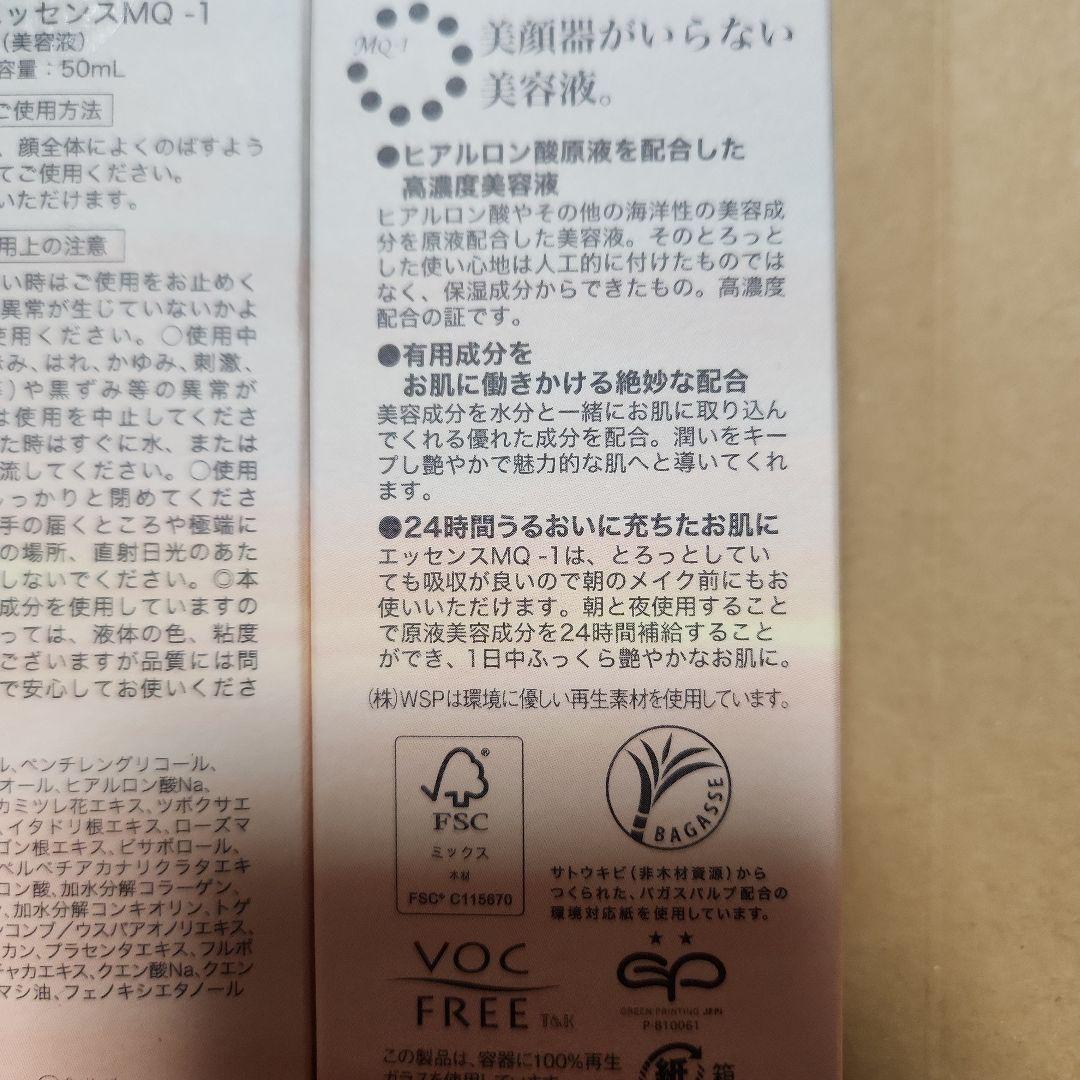 エッセンスMQ -1
(美容液)
容量：50mL
ご使用方法
、顔全体によくのばすよう
てご使用ください。
いただけます。
用上の注意
い時はご使用をお止めく
異常が生じていないかよ
使用ください。○使用中
赤み、はれ、かゆみ、刺激、
等)や黒ずみ等の異常が
は使用を中止してくださ
た時はすぐに水、または
流してください。○使用
しっかりと閉めてくださ
手の届くところや極端に
の場所、直射日光のあた
しないでください。◎本
成分を使用していますの
っては、液体の色、粘度
ございますが品質には問
で安心してお使いくださ
ル、ペンチレングリコール、
オール、ヒアルロン酸Na、
カミツレ花エキス、ツボクサエ
、イタドリ根エキス、ローズマ
ゴン根エキス、ビサボロール、
ペルベチアカナリクラタエキ
ロン酸、加水分解コラーゲン、
、加水分解コンキオリン、トゲ
ンコンブ/ウスバアオノリエキス、
カン、プラセンタエキス、フルボ
チャカエキス、クエン酸Na、クエン
マシ油、フェノキシエタノール
MQ-1
美顔器がいらない
美容液。
●ヒアルロン酸原液を配合した
高濃度美容液
ヒアルロン酸やその他の海洋性の美容成
分を原液配合した美容液。そのとろっと
した使い心地は人工的に付けたものでは
なく、保湿成分からできたもの。高濃度
配合の証です。
●有用成分を
お肌に働きかける絶妙な配合
美容成分を水分と一緒にお肌に取り込ん
でくれる優れた成分を配合。潤いをキー
プし艶やかで魅力的な肌へと導いてくれ
ます。
●24時間うるおいに充ちたお肌に
エッセンスMQ -1は、とろっとしてい
ても吸収が良いので朝のメイク前にもお
使いいただけます。朝と夜使用すること
で原液美容成分を24時間補給すること
ができ、1日中ふっくら艶やかなお肌に。
(株)WSPは環境に優しい再生素材を使用しています。
®
FSC
ミックス
木材
FSC® C115670
BAGASSE
サトウキビ(非木材資源)から
つくられた、バガスパルプ配合の
環境対応紙を使用しています。
VOC
FREE T&K
★ ★
GP
GREEN PRINTING JFPI
P-B10061
この製品は、容器に100%再生
ガラスを使用しています。
紙 箱